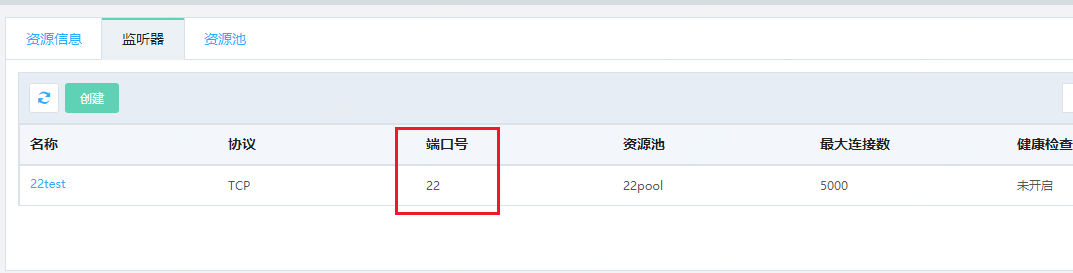 资源信息 监听器 资源池
创建
名称 协议 端口号 资源池 最大连接数 健康检查
22test TCP 22 22pool 5000 未开启